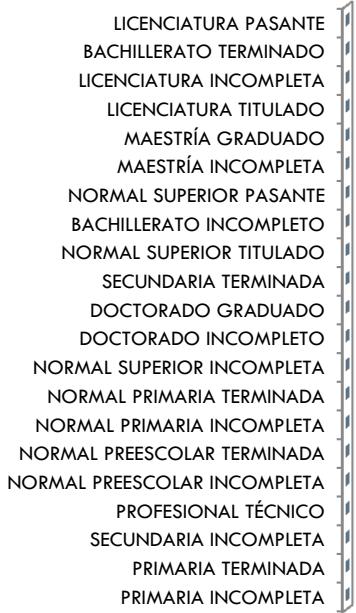 LICENCIATURA PASANTE
BACHILLERATO TERMINADO
LICENCIATURA INCOMPLETA
LICENCIATURA TITULADO
MAESTRÍA GRADUADO
MAESTRÍA INCOMPLETA
NORMAL SUPERIOR PASANTE
BACHILLERATO INCOMPLETO
NORMAL SUPERIOR TITULADO
SECUNDARIA TERMINADA
DOCTORADO GRADUADO
DOCTORADO INCOMPLETO
NORMAL SUPERIOR INCOMPLETA
NORMAL PRIMARIA TERMINADA
NORMAL PRIMARIA INCOMPLETA
NORMAL PREESCOLAR TERMINADA
NORMAL PREESCOLAR INCOMPLETA
PROFESIONAL TÉCNICO
SECUNDARIA INCOMPLETA
PRIMARIA TERMINADA
PRIMARIA INCOMPLETA